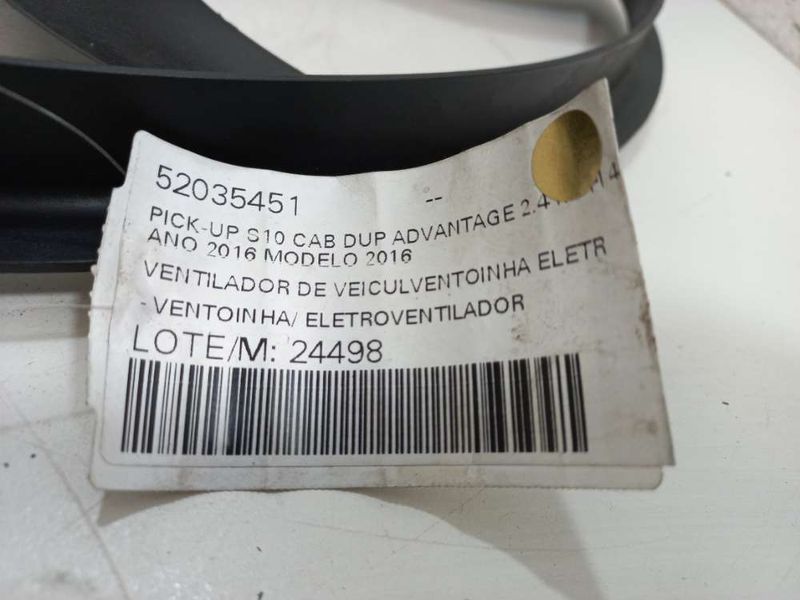 52035451 --
PICK-UP S10 CAB DUP ADVANTAGE 2.4 4
ANO 2016 MODELO 2016
VENTILADOR DE VEICULVENTOINHA ELETR
- VENTOINHA/ ELETROVENTILADOR
LOTE/M: 24498